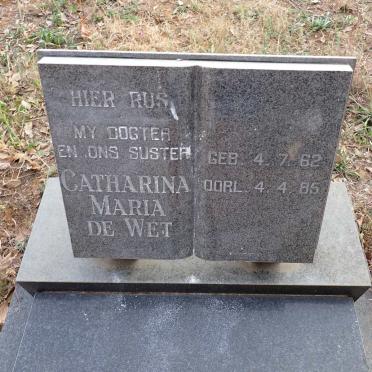 HIER RUS
MY DOGTER
EN ONS SUSTER
CATHARINA
MARIA
DE WET
GEB. 4.7.62
OORL. 4.4.85